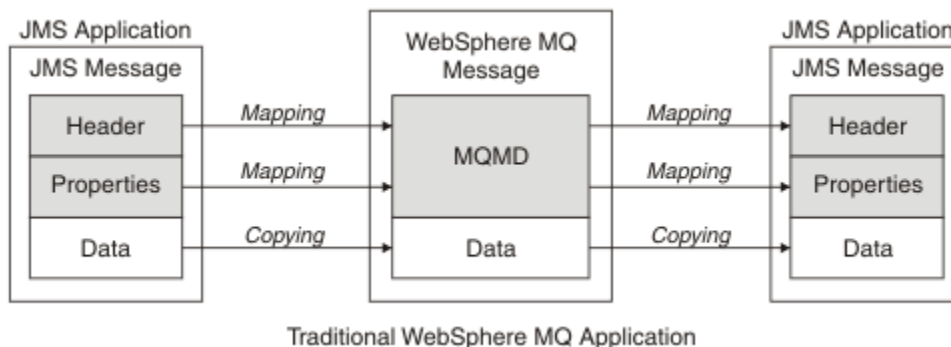 JMS Application
JMS Message
Header
Properties
Data
Mapping
Mapping
Copying
WebSphere MQ
Message
MQMD
Data
Mapping
Mapping
Copying
JMS Application
JMS Message
Header
Properties
Data
Traditional WebSphere MQ Application